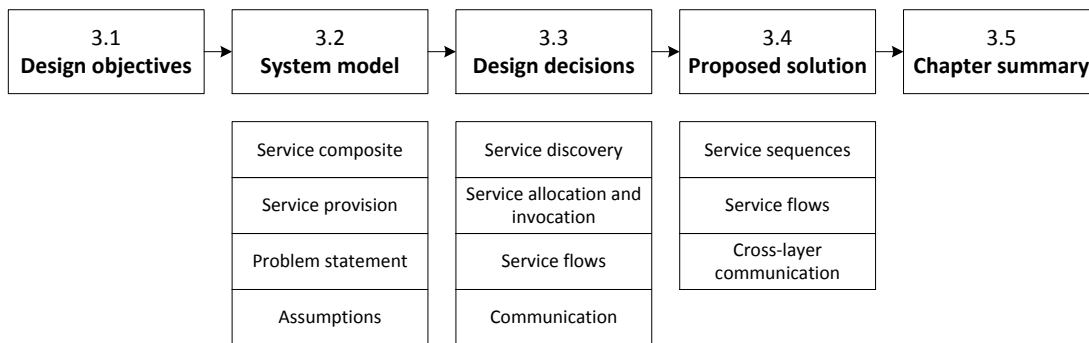 3.1
Design objectives
3.2
System model
3.3
Design decisions
3.4
Proposed solution
3.5
Chapter summary
Service composite
Service provision
Problem statement
Assumptions
Service discovery
Service allocation and
invocation
Service flows
Communication
Service sequences
Service flows
Cross-layer
communication